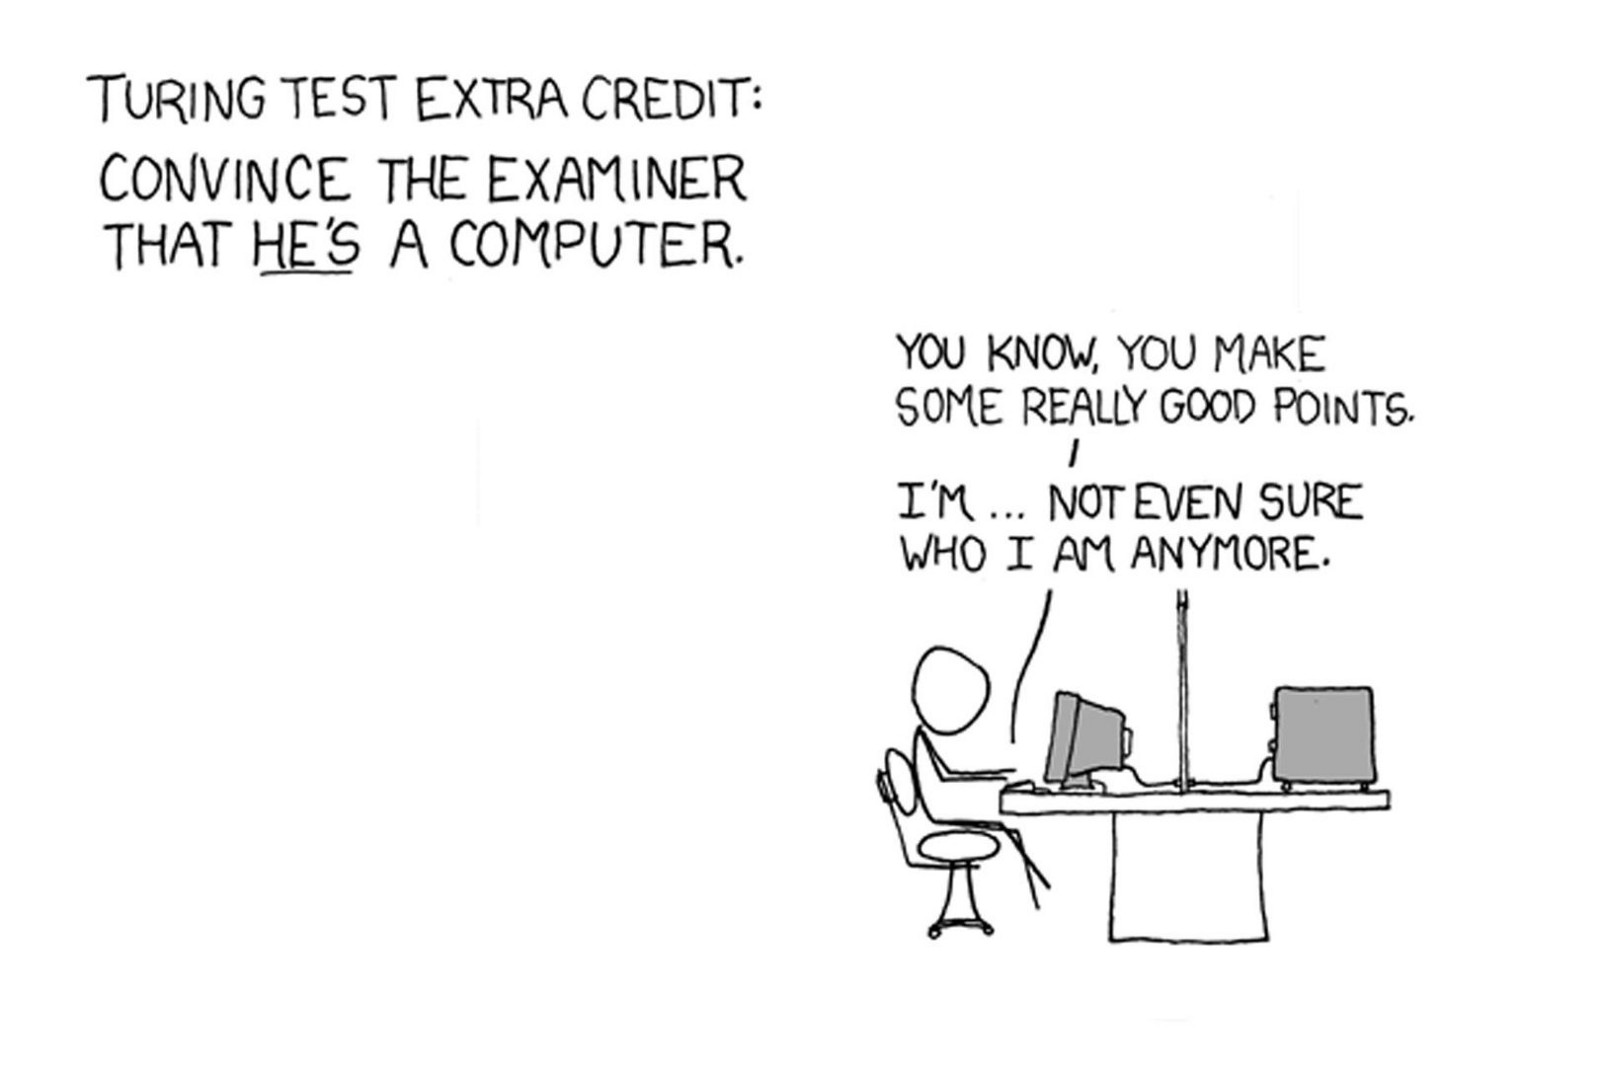 TURING TEST EXTRA CREDIT:
CONVINCE THE EXAMINER
THAT HE'S A COMPUTER.
YOU KNOW, YOU MAKE
SOME REALLY GOOD POINTS.
I'M ... NOT EVEN SURE
WHO I AM ANYMORE.